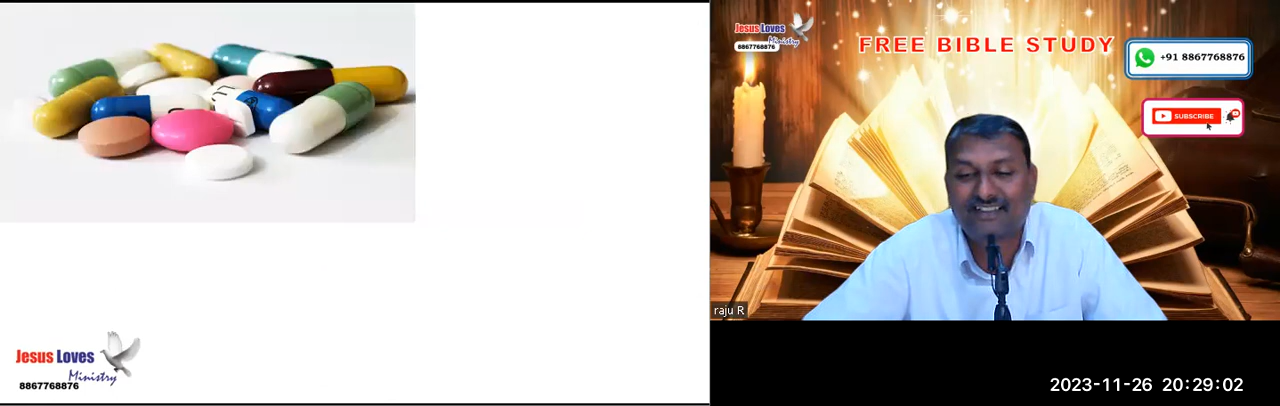 Jesus Loves
Ministry
8867768876
Jesus Loves
Ministry
8867768876
FREE BIBLE STUDY
+91 8867768876
SUBSCRIBE
raju R
2023-11-26 20:29:02